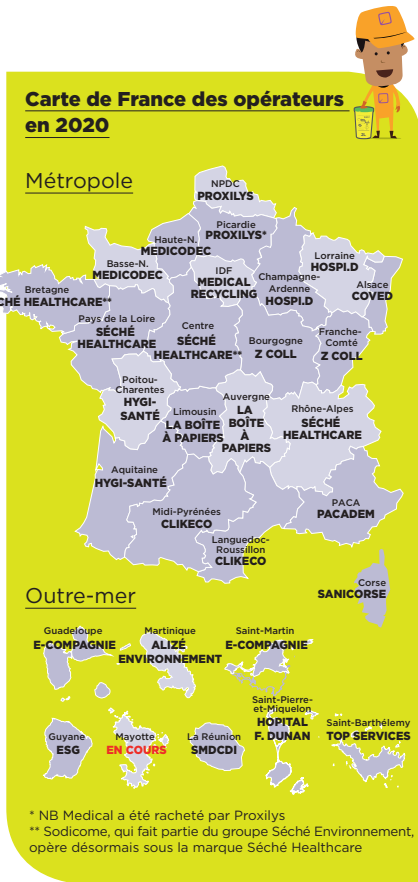 Carte de France des opérateurs
en 2020
Métropole
NPDC
PROXILYS
Picardie
PROXILYS*
Haute-N.
MEDICODEC
Basse-N.
MEDICODEC
IDF
MEDICAL
RECYCLING
Champagne-
Ardenne
HOSPI.D
Lorraine
HOSPI.D
Alsace
COVED
Bretagne
CHÉ HEALTHCARE**
Pays de la Loire
SÉCHÉ
HEALTHCARE
Centre
SÉCHÉ
HEALTHCARE**
Bourgogne
Z COLL
Franche-
Comté
Z COLL
Poitou-
Charentes
HYGI-
SANTÉ
Limousin
LA BOÎTE
À PAPIERS
Auvergne
LA
BOÎTE
À
PAPIERS
Rhône-Alpes
SÉCHÉ
HEALTHCARE
Aquitaine
HYGI-SANTÉ
Midi-Pyrénées
CLIKECO
Languedoc-
Roussillon
CLIKECO
PACA
PACADEM
Corse
SANICORSE
Outre-mer
Guadeloupe
E-COMPAGNIE
Martinique
ALIZÉ
ENVIRONNEMENT
Saint-Martin
E-COMPAGNIE
Guyane
ESG
Mayotte
EN COURS
La Réunion
SMDCDI
Saint-Pierre-
et-Miquelon
HOPITAL
F. DUNAN
Saint-Barthélemy
TOP SERVICES
* NB Medical a été racheté par Proxilys
** Sodicome, qui fait partie du groupe Séché Environnement,
opère désormais sous la marque Séché Healthcare